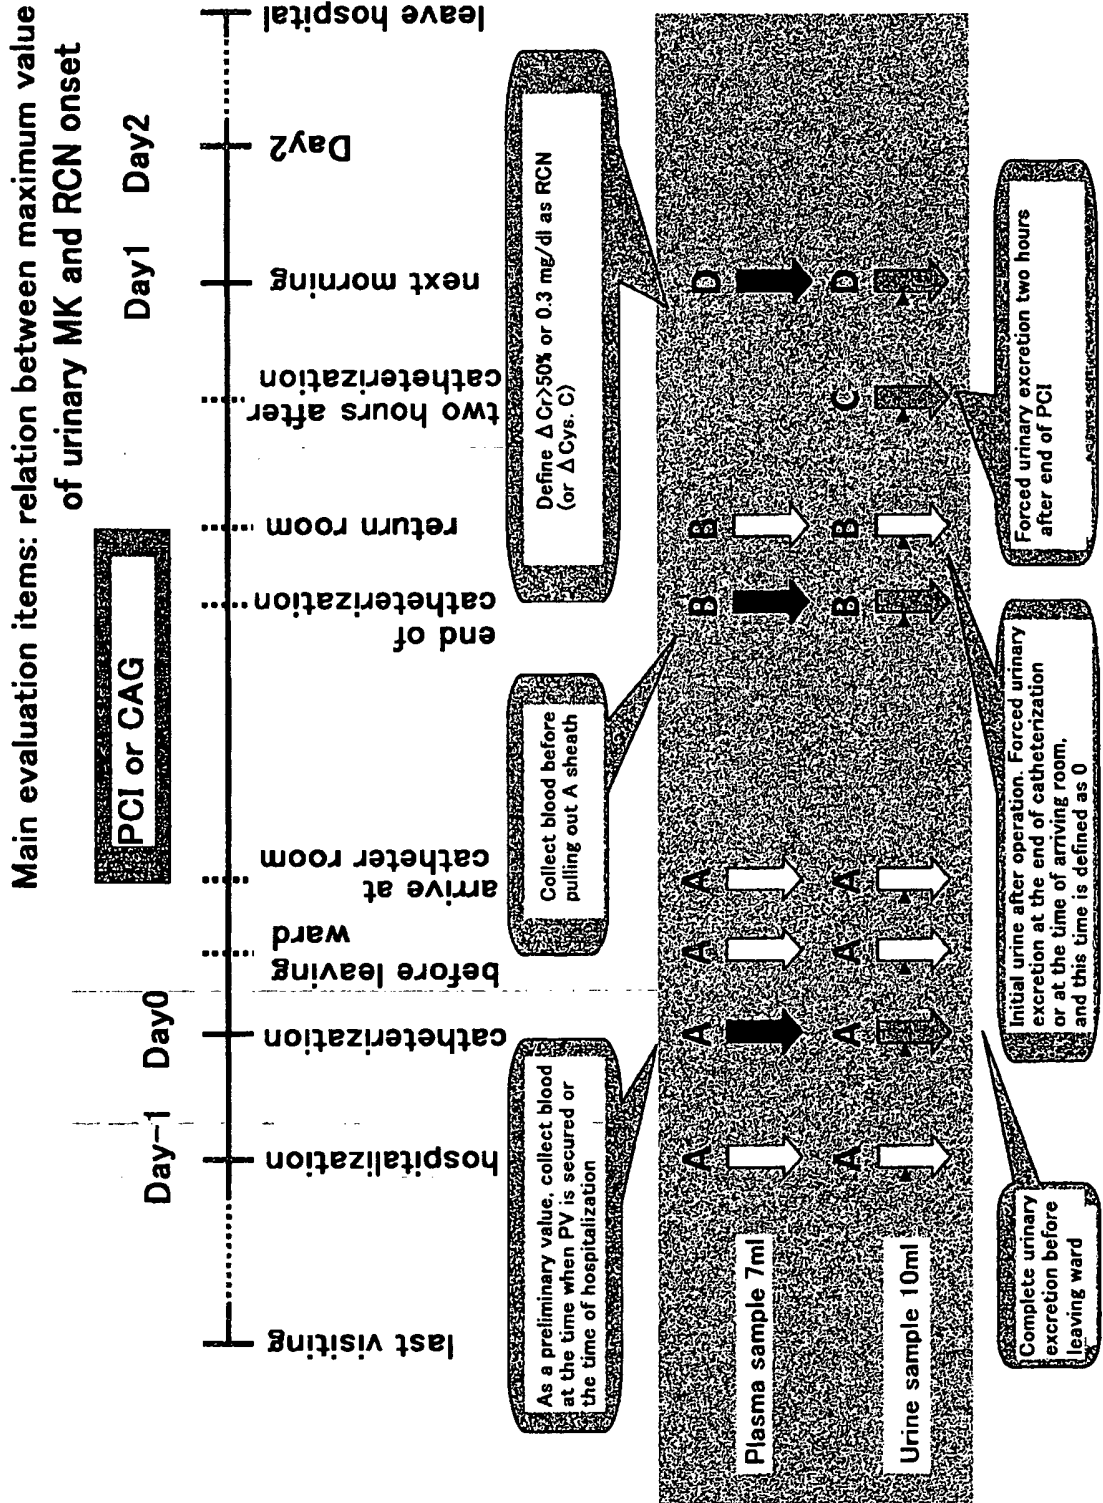 Main evaluation items: relation between maximum value
of urinary MK and RCN onset
PCI or CAG
Day-1
Day0
Day1
Day2
last visiting
hospitalization
catheterization
before leaving
ward
arrive at
catheter room
end of
catheterization
return room
two hours after
catheterization
next morning
Day2
leave hospital
As a preliminary value, collect blood
at the time when PV is secured or
the time of hospitalization
Collect blood before
pulling out A sheath
Define ΔCr>50% or 0.3 mg/dl as RCN
(or ΔCys. C)
Plasma sample 7ml
A
A
A
A
B
B
D
Urine sample 10ml
A
A
A
A
B
B
C
D
Complete urinary
excretion before
leaving ward
Initial urine after operation. Forced urinary
excretion at the end of catheterization
or at the time of arriving room,
and this time is defined as 0
Forced urinary excretion two hours
after end of PCI